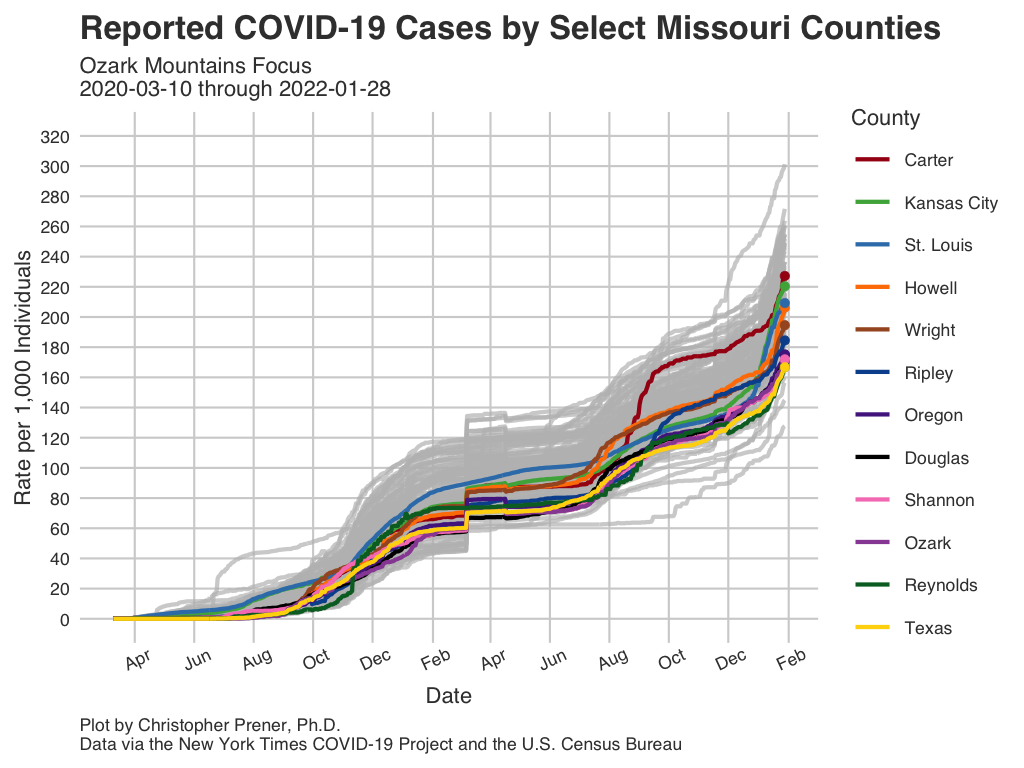 Reported COVID-19 Cases by Select Missouri Counties
Ozark Mountains Focus
2020-03-10 through 2022-01-28
County
Carter
Kansas City
St. Louis
Howell
Wright
Ripley
Oregon
Douglas
Shannon
Ozark
Reynolds
Texas
Rate per 1,000 Individuals
320
300
280
260
240
220
200
180
160
140
120
100
80
60
40
20
0
Apr Jun Aug Oct Dec Feb Apr Jun Aug Oct Dec Feb
Date
Plot by Christopher Prener, Ph.D.
Data via the New York Times COVID-19 Project and the U.S. Census Bureau